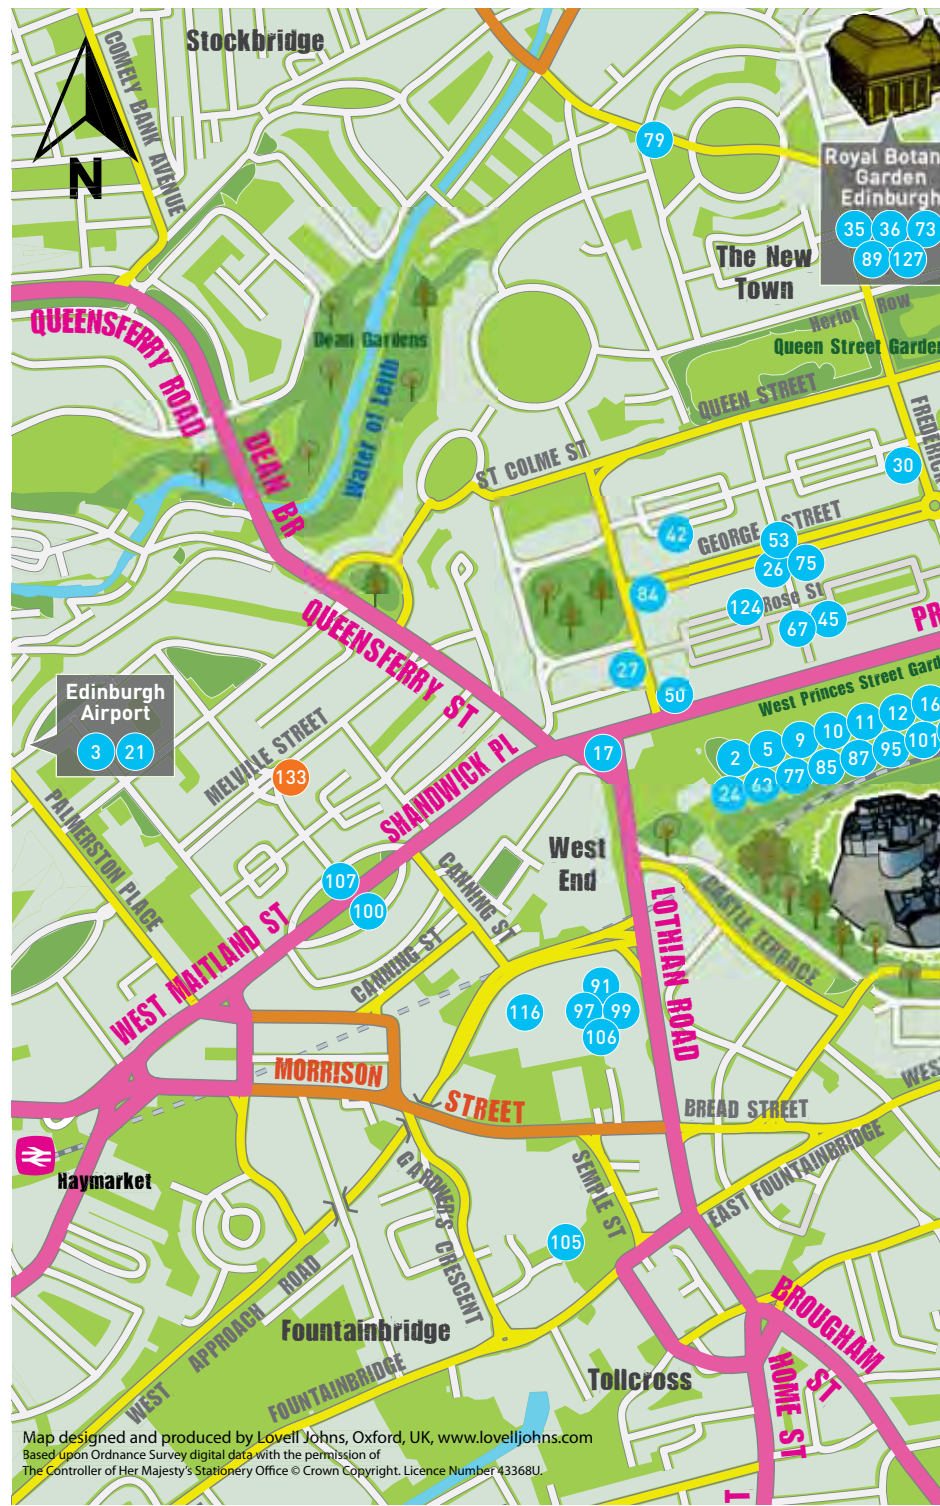 Stockbridge
COMELY BANK AVENUE
N
79
Royal Botan
Garden
Edinburgh
35 36 73
89 127
The New
Town
Heriot Row
Queen Street Garden
QUEENSFERRY ROAD
Dean Gardens
Water of Leith
DEAN BR
QUEEN STREET
ST COLME ST
FREDERICK
30
42
GEORGE STREET
53
26 75
84
124
Rose St
67 45
PR
27
50
QUEENSFERRY ST
West Princes Street Gard
Edinburgh
Airport
3 21
MELVILLE STREET
133
SHANDWICK PL
17
2 5 9 10 11 12 16
24 63 77 85 87 95 101
PALMERSTON PLACE
West
End
107
100
CANNING ST
CASTLE TERRACE
LOTHIAN ROAD
WEST MAITLAND ST
CANNING ST
116
91
97 99
106
MORRISON
STREET
BREAD STREET
WES
Haymarket
GARDNER'S CRESCENT
SEMPLE ST
EAST FOUNTAINBRIDGE
105
WEST APPROACH ROAD
Fountainbridge
FOUNTAINBRIDGE
Tollcross
BROUGHAM ST
HOME ST
T
Map designed and produced by Lovell Johns, Oxford, UK, www.lovelljohns.com
Based upon Ordnance Survey digital data with the permission of
The Controller of Her Majesty's Stationery Office © Crown Copyright. Licence Number 43368U.